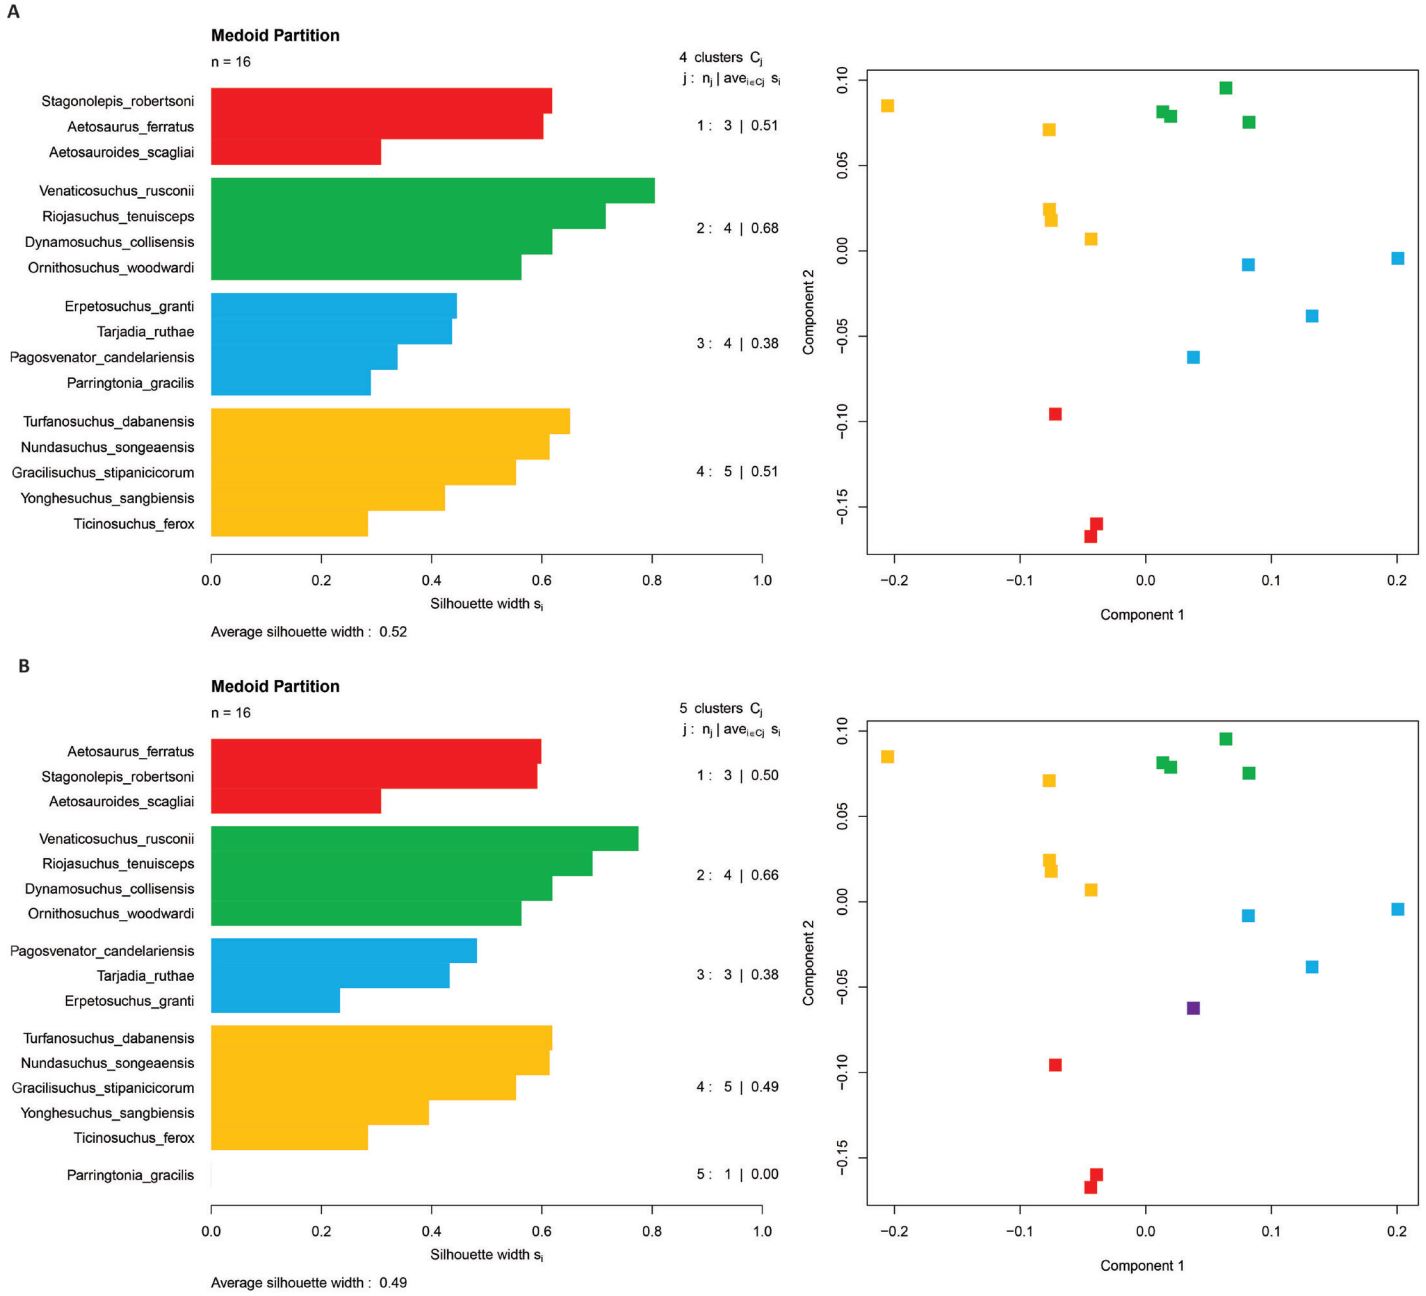 A
Medoid Partition
n = 16
4 clusters Cj
j : nj | avei∈Cj si
Stagonolepis_robertsoni
Aetosaurus_ferratus
1 : 3 | 0.51
Aetosauroides_scagliai
Venaticosuchus_rusconii
Riojasuchus_tenuisceps
2 : 4 | 0.68
Dynamosuchus_collisensis
Ornithosuchus_woodwardi
Erpetosuchus_granti
Tarjadia_ruthae
3 : 4 | 0.38
Pagosvenator_candelariensis
Parringtonia_gracilis
Turfanosuchus_dabanensis
Nundasuchus_songeaensis
Gracilisuchus_stipanicicorum
4 : 5 | 0.51
Yonghesuchus_sangbiensis
Ticinosuchus_ferox
0.0 0.2 0.4 0.6 0.8 1.0
Silhouette width si
Average silhouette width : 0.52
0.10
0.05
0.00
−0.05
−0.10
−0.15
Component 2
−0.2 −0.1 0.0 0.1 0.2
Component 1
B
Medoid Partition
n = 16
5 clusters Cj
j : nj | avei∈Cj si
Aetosaurus_ferratus
Stagonolepis_robertsoni
1 : 3 | 0.50
Aetosauroides_scagliai
Venaticosuchus_rusconii
Riojasuchus_tenuisceps
2 : 4 | 0.66
Dynamosuchus_collisensis
Ornithosuchus_woodwardi
Pagosvenator_candelariensis
Tarjadia_ruthae
3 : 3 | 0.38
Erpetosuchus_granti
Turfanosuchus_dabanensis
Nundasuchus_songeaensis
Gracilisuchus_stipanicicorum
4 : 5 | 0.49
Yonghesuchus_sangbiensis
Ticinosuchus_ferox
Parringtonia_gracilis
5 : 1 | 0.00
0.0 0.2 0.4 0.6 0.8 1.0
Silhouette width si
Average silhouette width : 0.49
0.10
0.05
0.00
−0.05
−0.10
−0.15
Component 2
−0.2 −0.1 0.0 0.1 0.2
Component 1